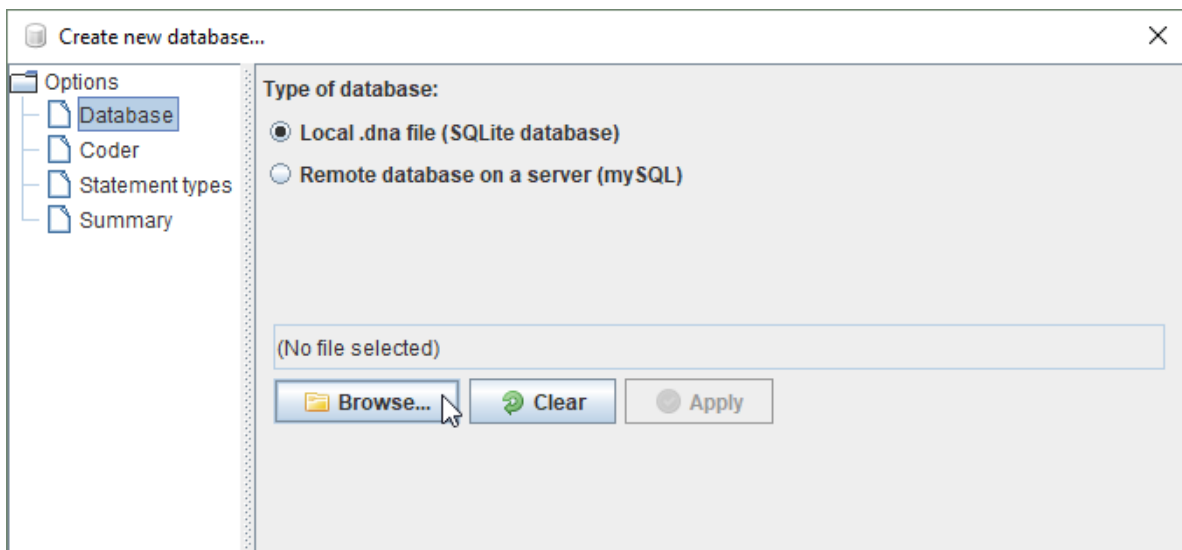 Create new database...
Options
Database
Coder
Statement types
Summary
Type of database:
Local .dna file (SQLite database)
Remote database on a server (mySQL)
(No file selected)
Browse... Clear Apply